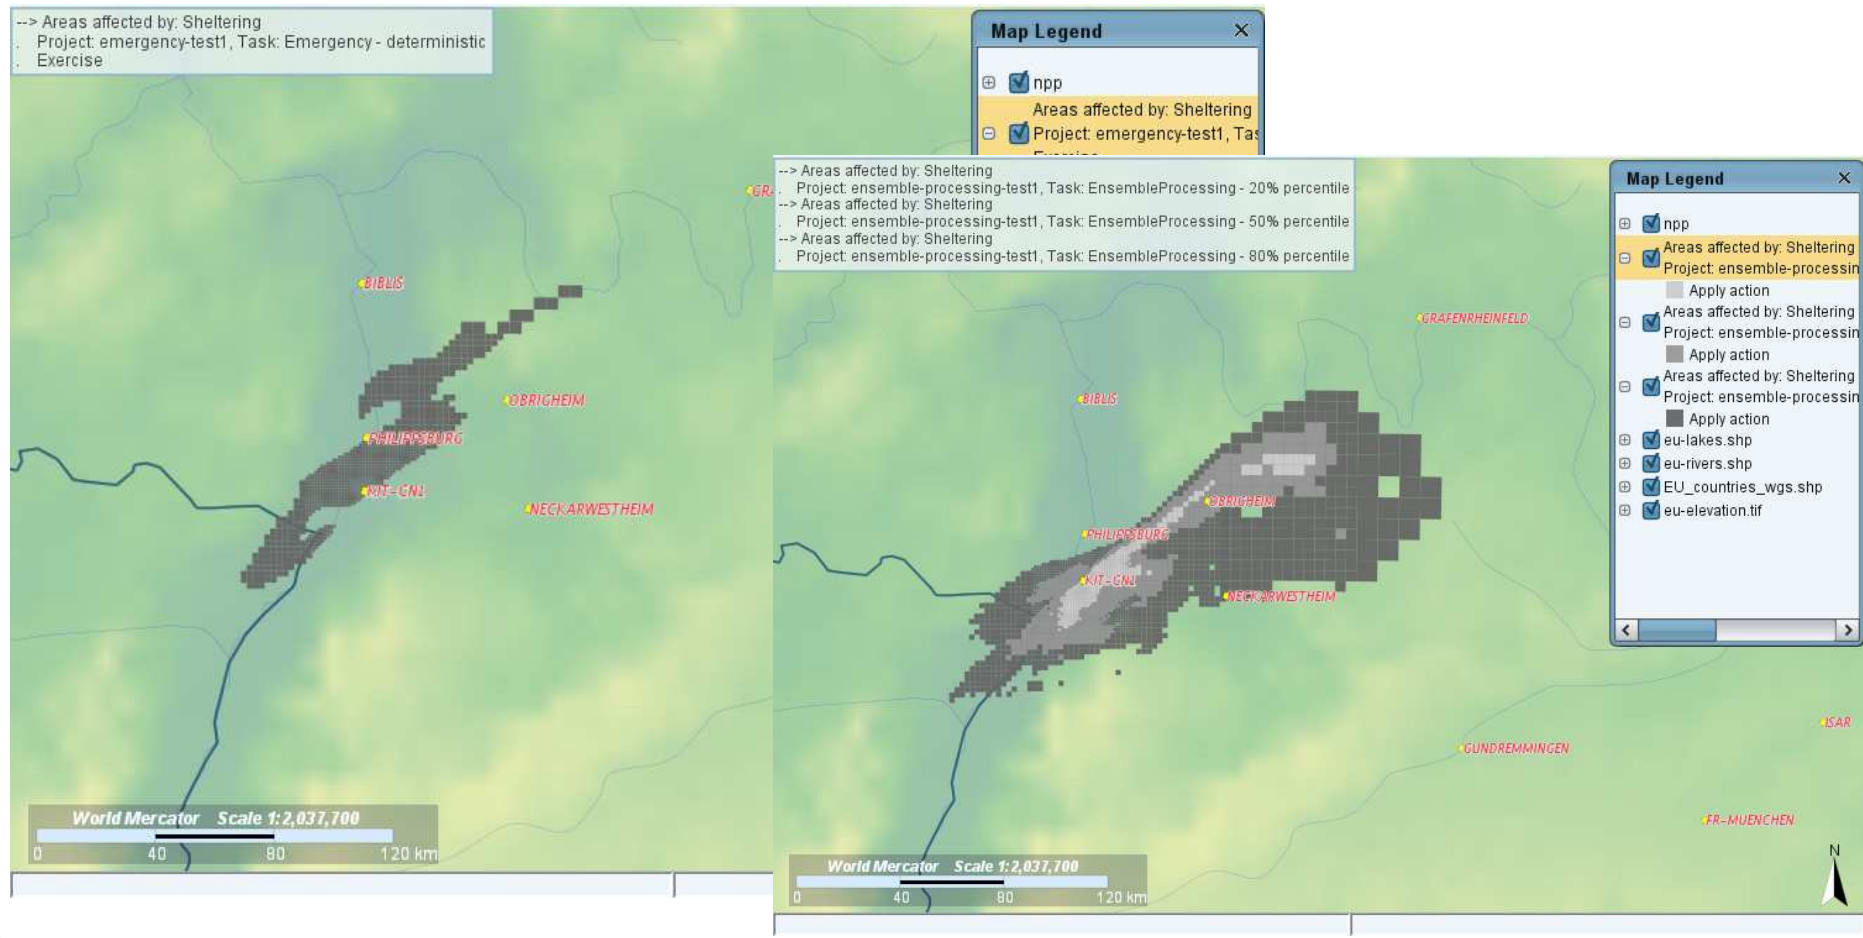 --> Areas affected by: Sheltering
. Project: emergency-test1, Task: Emergency - deterministic
. Exercise
Map Legend
npp
Areas affected by: Sheltering
Project: emergency-test1, Tas
BIBLIS
OBRIGHEIM
PHILIPPSBURG
KIT-CN1
NECKARWESTHEIM
World Mercator Scale 1:2,037,700
0 40 80 120 km
--> Areas affected by: Sheltering
. Project: ensemble-processing-test1, Task: EnsembleProcessing - 20% percentile
--> Areas affected by: Sheltering
. Project: ensemble-processing-test1, Task: EnsembleProcessing - 50% percentile
--> Areas affected by: Sheltering
. Project: ensemble-processing-test1, Task: EnsembleProcessing - 80% percentile
GRAFENRHEINFELD
BIBLIS
OBRIGHEIM
PHILIPPSBURG
KIT-CN1
NECKARWESTHEIM
ISAR
GUNDREMMINGEN
FR-MUENCHEN
N
World Mercator Scale 1:2,037,700
0 40 80 120 km
Map Legend
npp
Areas affected by: Sheltering
Project: ensemble-processin
Apply action
Areas affected by: Sheltering
Project: ensemble-processin
Apply action
Areas affected by: Sheltering
Project: ensemble-processin
Apply action
eu-lakes.shp
eu-rivers.shp
EU_countries_wgs.shp
eu-elevation.tif